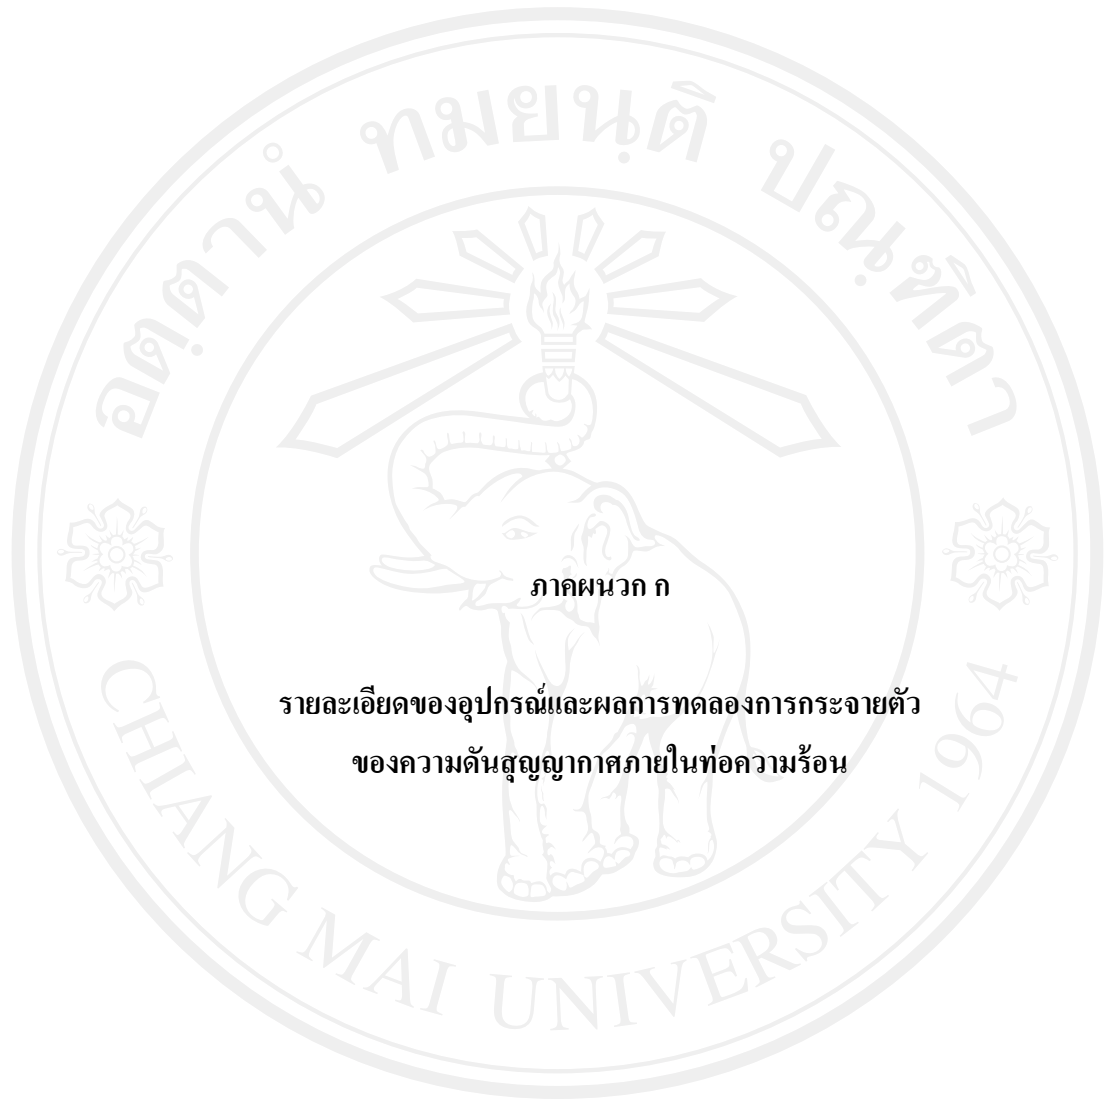 อตฺตานํ ทมยนฺติ ปณฺฑิตา
ภาคผนวก ก
รายละเอียดของอุปกรณ์และผลการทดลองการกระจายตัว
ของความดันสุญญากาศภายในท่อความร้อน
CHIANG MAI UNIVERSITY 1964